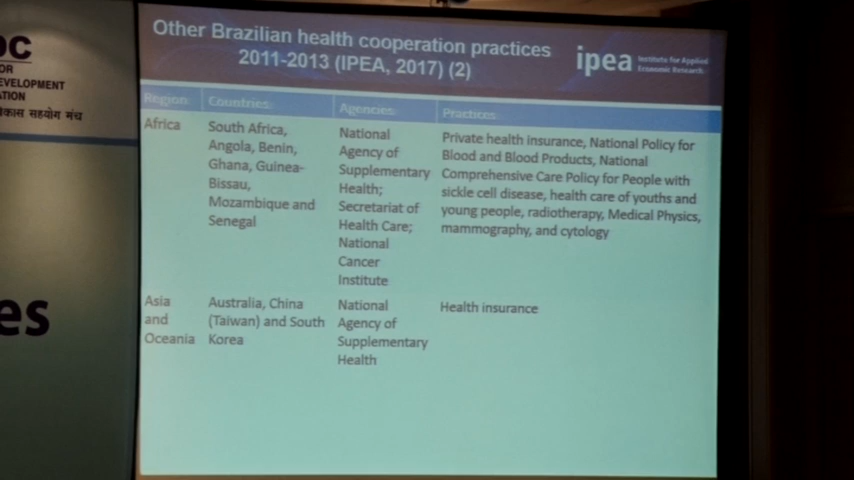 Other Brazilian health cooperation practices
2011-2013 (IPEA, 2017) (2)
ipea
Institute for Applied
Economic Research
Region:
Countries:
Agencies:
Practices:
Africa
South Africa,
Angola, Benin,
Ghana, Guinea-
Bissau,
Mozambique and
Senegal
National
Agency of
Supplementary
Health;
Secretariat of
Health Care;
National
Cancer
Institute
Private health insurance, National Policy for
Blood and Blood Products, National
Comprehensive Care Policy for People with
sickle cell disease, health care of youths and
young people, radiotherapy, Medical Physics,
mammography, and cytology
Asia
and
Oceania
Australia, China
(Taiwan) and South
Korea
National
Agency of
Supplementary
Health
Health insurance
OR
EVELOPMENT
ATION
सहयोग मंच
es